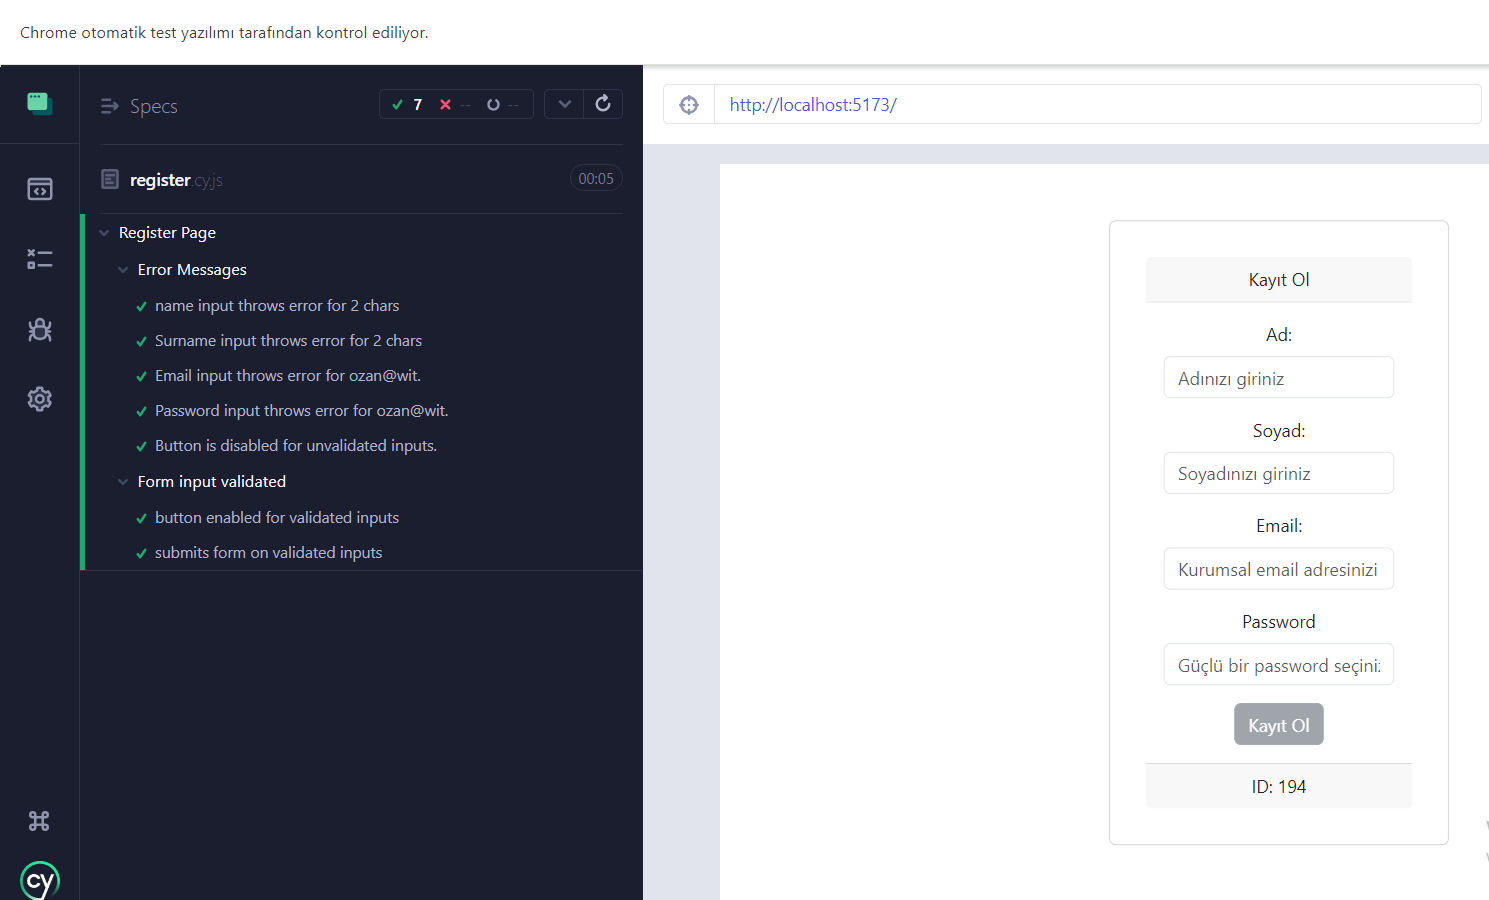 Chrome otomatik test yazılımı tarafından kontrol ediliyor.
Specs
7 -- --
http://localhost:5173/
register.cy.js
00:05
Register Page
Error Messages
name input throws error for 2 chars
Surname input throws error for 2 chars
Email input throws error for ozan@wit.
Password input throws error for ozan@wit.
Button is disabled for unvalidated inputs.
Form input validated
button enabled for validated inputs
submits form on validated inputs
cy
Kayıt Ol
Ad:
Adınızı giriniz
Soyad:
Soyadınızı giriniz
Email:
Kurumsal email adresinizi
Password
Güçlü bir password seçiniz
Kayıt Ol
ID: 194